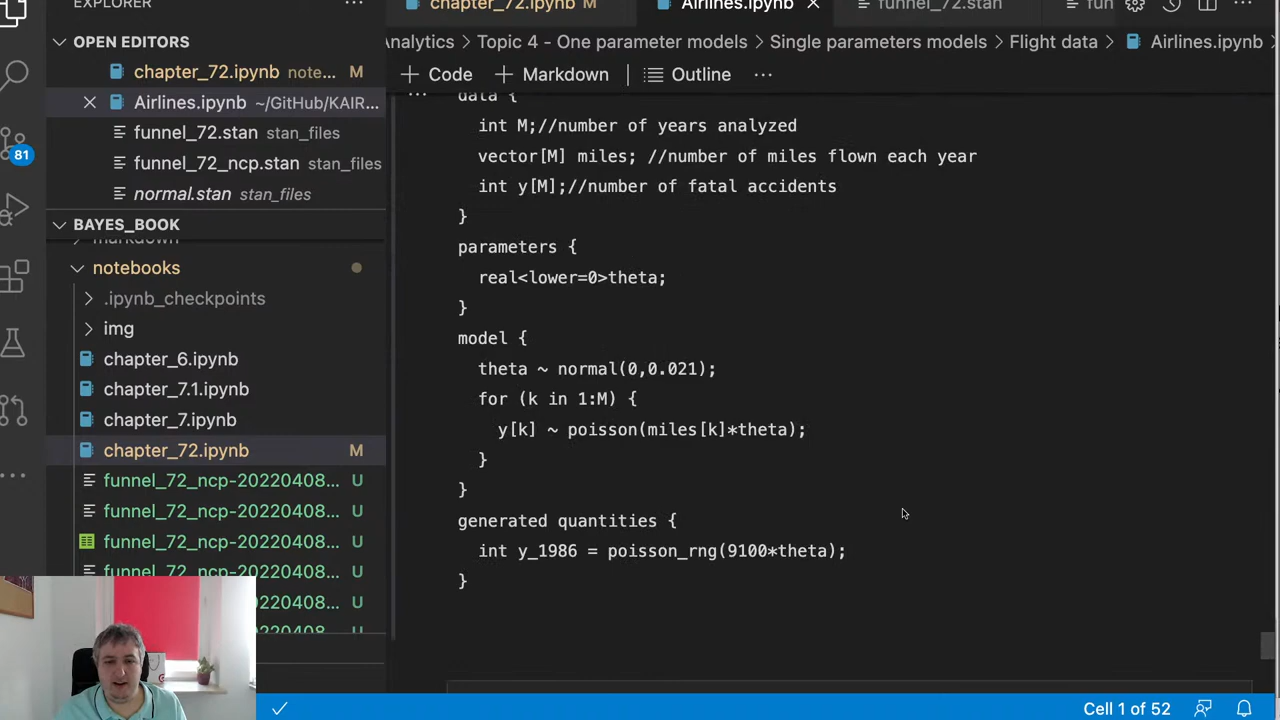 EXPLORER
chapter_72.ipynb M
Airlines.ipynb
funnel_72.stan
fun
OPEN EDITORS
chapter_72.ipynb note... M
Airlines.ipynb ~/GitHub/KAIR...
funnel_72.stan stan_files
funnel_72_ncp.stan stan_files
normal.stan stan_files
BAYES_BOOK
markdown
notebooks
.ipynb_checkpoints
img
chapter_6.ipynb
chapter_7.1.ipynb
chapter_7.ipynb
chapter_72.ipynb M
funnel_72_ncp-20220408... U
funnel_72_ncp-20220408... U
funnel_72_ncp-20220408... U
funnel_72_ncp-20220408... U
20220408... U
U
81
Analytics > Topic 4 - One parameter models > Single parameters models > Flight data > Airlines.ipynb
+ Code + Markdown Outline ...
data {
int M;//number of years analyzed
vector[M] miles; //number of miles flown each year
int y[M];//number of fatal accidents
}
parameters {
real<lower=0>theta;
}
model {
theta ~ normal(0,0.021);
for (k in 1:M) {
y[k] ~ poisson(miles[k]*theta);
}
}
generated quantities {
int y_1986 = poisson_rng(9100*theta);
}
Cell 1 of 52